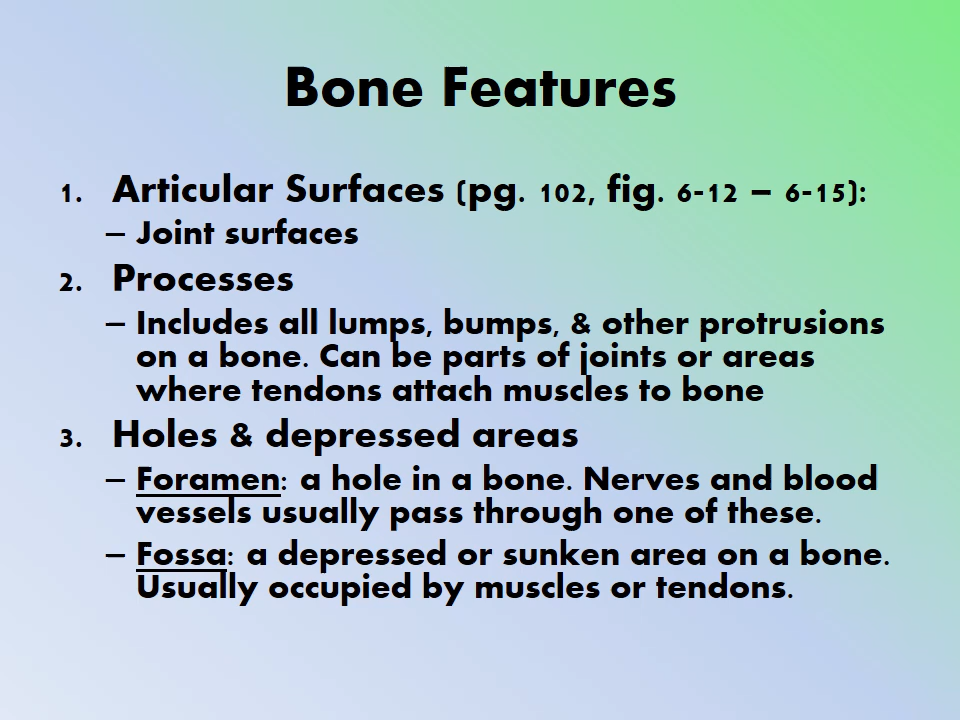 Bone Features
1. Articular Surfaces (pg. 102, fig. 6-12 – 6-15):
– Joint surfaces
2. Processes
– Includes all lumps, bumps, & other protrusions
on a bone. Can be parts of joints or areas
where tendons attach muscles to bone
3. Holes & depressed areas
– Foramen: a hole in a bone. Nerves and blood
vessels usually pass through one of these.
– Fossa: a depressed or sunken area on a bone.
Usually occupied by muscles or tendons.